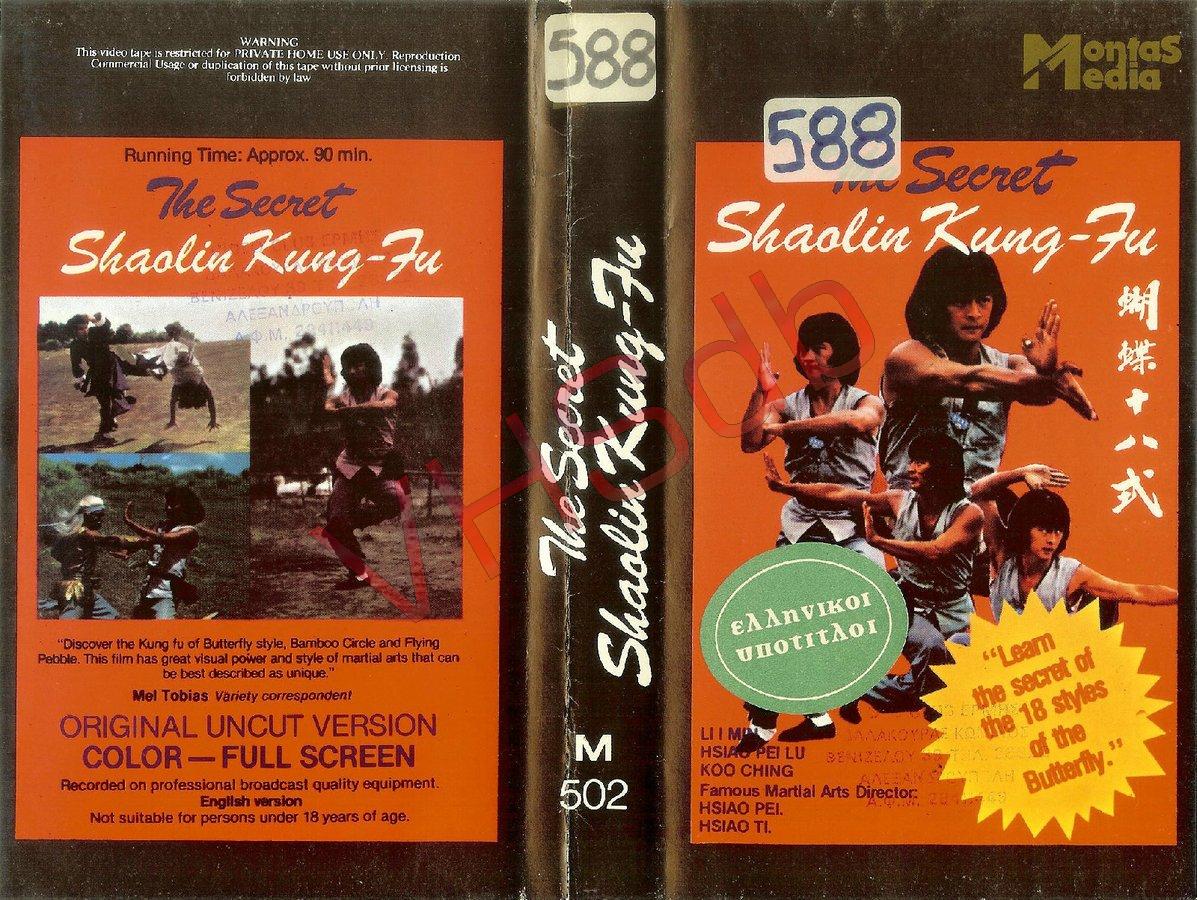 WARNING
This video tape is restricted for PRIVATE HOME USE ONLY. Reproduction
Commercial Usage or duplication of this tape without prior licensing is
forbidden by law
Running Time: Approx. 90 min.
The Secret
Shaolin Kung-Fu
ΒΕΝΙΖΕΛΟΥ
ΑΛΕΞΑΝΔΡΟΥΠΟΛΗ
Α.Φ.Μ.
"Discover the Kung fu of Butterfly style, Bamboo Circle and Flying
Pebble. This film has great visual power and style of martial arts that can
be best described as unique."
Mel Tobias Variety correspondent
ORIGINAL UNCUT VERSION
COLOR — FULL SCREEN
Recorded on professional broadcast quality equipment.
English version
Not suitable for persons under 18 years of age.
588
The Secret
Shaolin Kung-Fu
M
502
VHSdb
Montas
Media
588
The Secret
Shaolin Kung-Fu
蝴蝶十八式
ελληνικοι
υποτιτλοι
"Learn
the secret of
the 18 styles
of the
Butterfly."
LI I MIN
HSIAO PEI LU
KOO CHING
Famous Martial Arts Director:
HSIAO PEI.
HSIAO TI.
ΒΕΝΙΖΕΛΟΥ
Α.Φ.Μ.